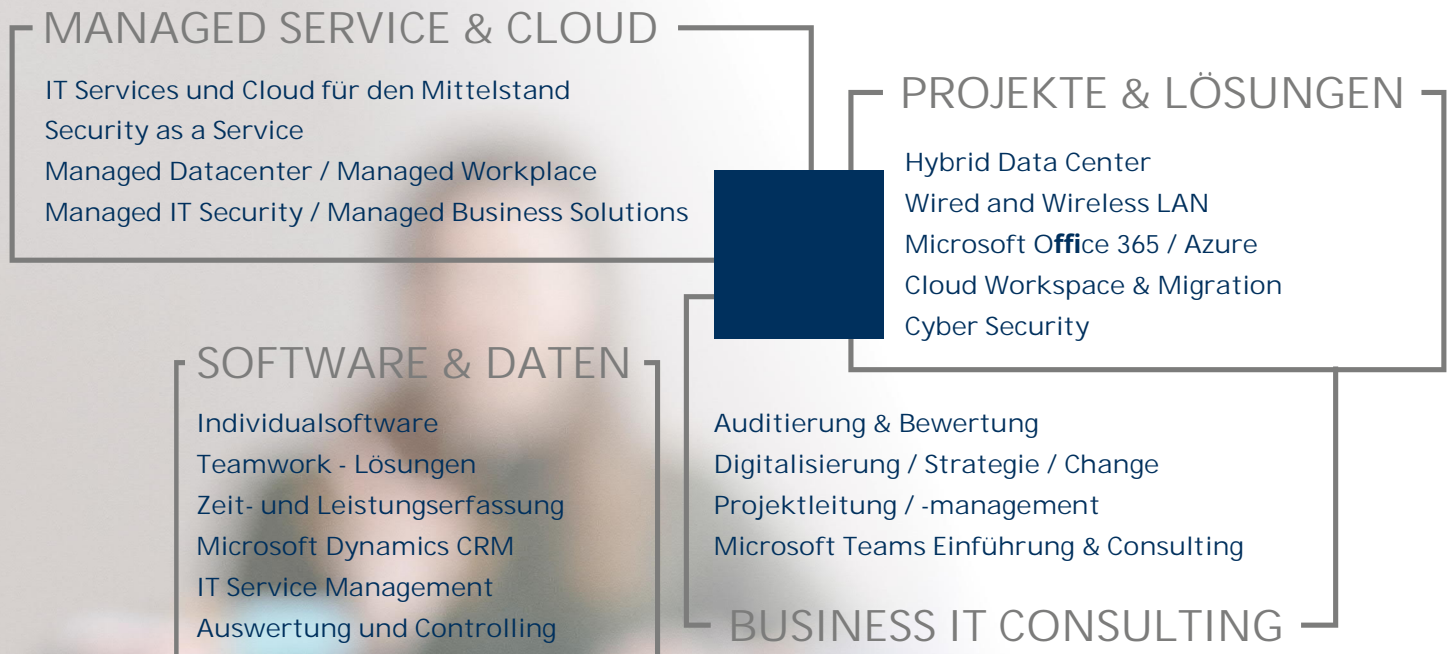 MANAGED SERVICE & CLOUD
IT Services und Cloud für den Mittelstand
Security as a Service
Managed Datacenter / Managed Workplace
Managed IT Security / Managed Business Solutions
PROJEKTE & LÖSUNGEN
Hybrid Data Center
Wired and Wireless LAN
Microsoft Office 365 / Azure
Cloud Workspace & Migration
Cyber Security
SOFTWARE & DATEN
Individualsoftware
Teamwork - Lösungen
Zeit- und Leistungserfassung
Microsoft Dynamics CRM
IT Service Management
Auswertung und Controlling
Auditierung & Bewertung
Digitalisierung / Strategie / Change
Projektleitung / -management
Microsoft Teams Einführung & Consulting
BUSINESS IT CONSULTING